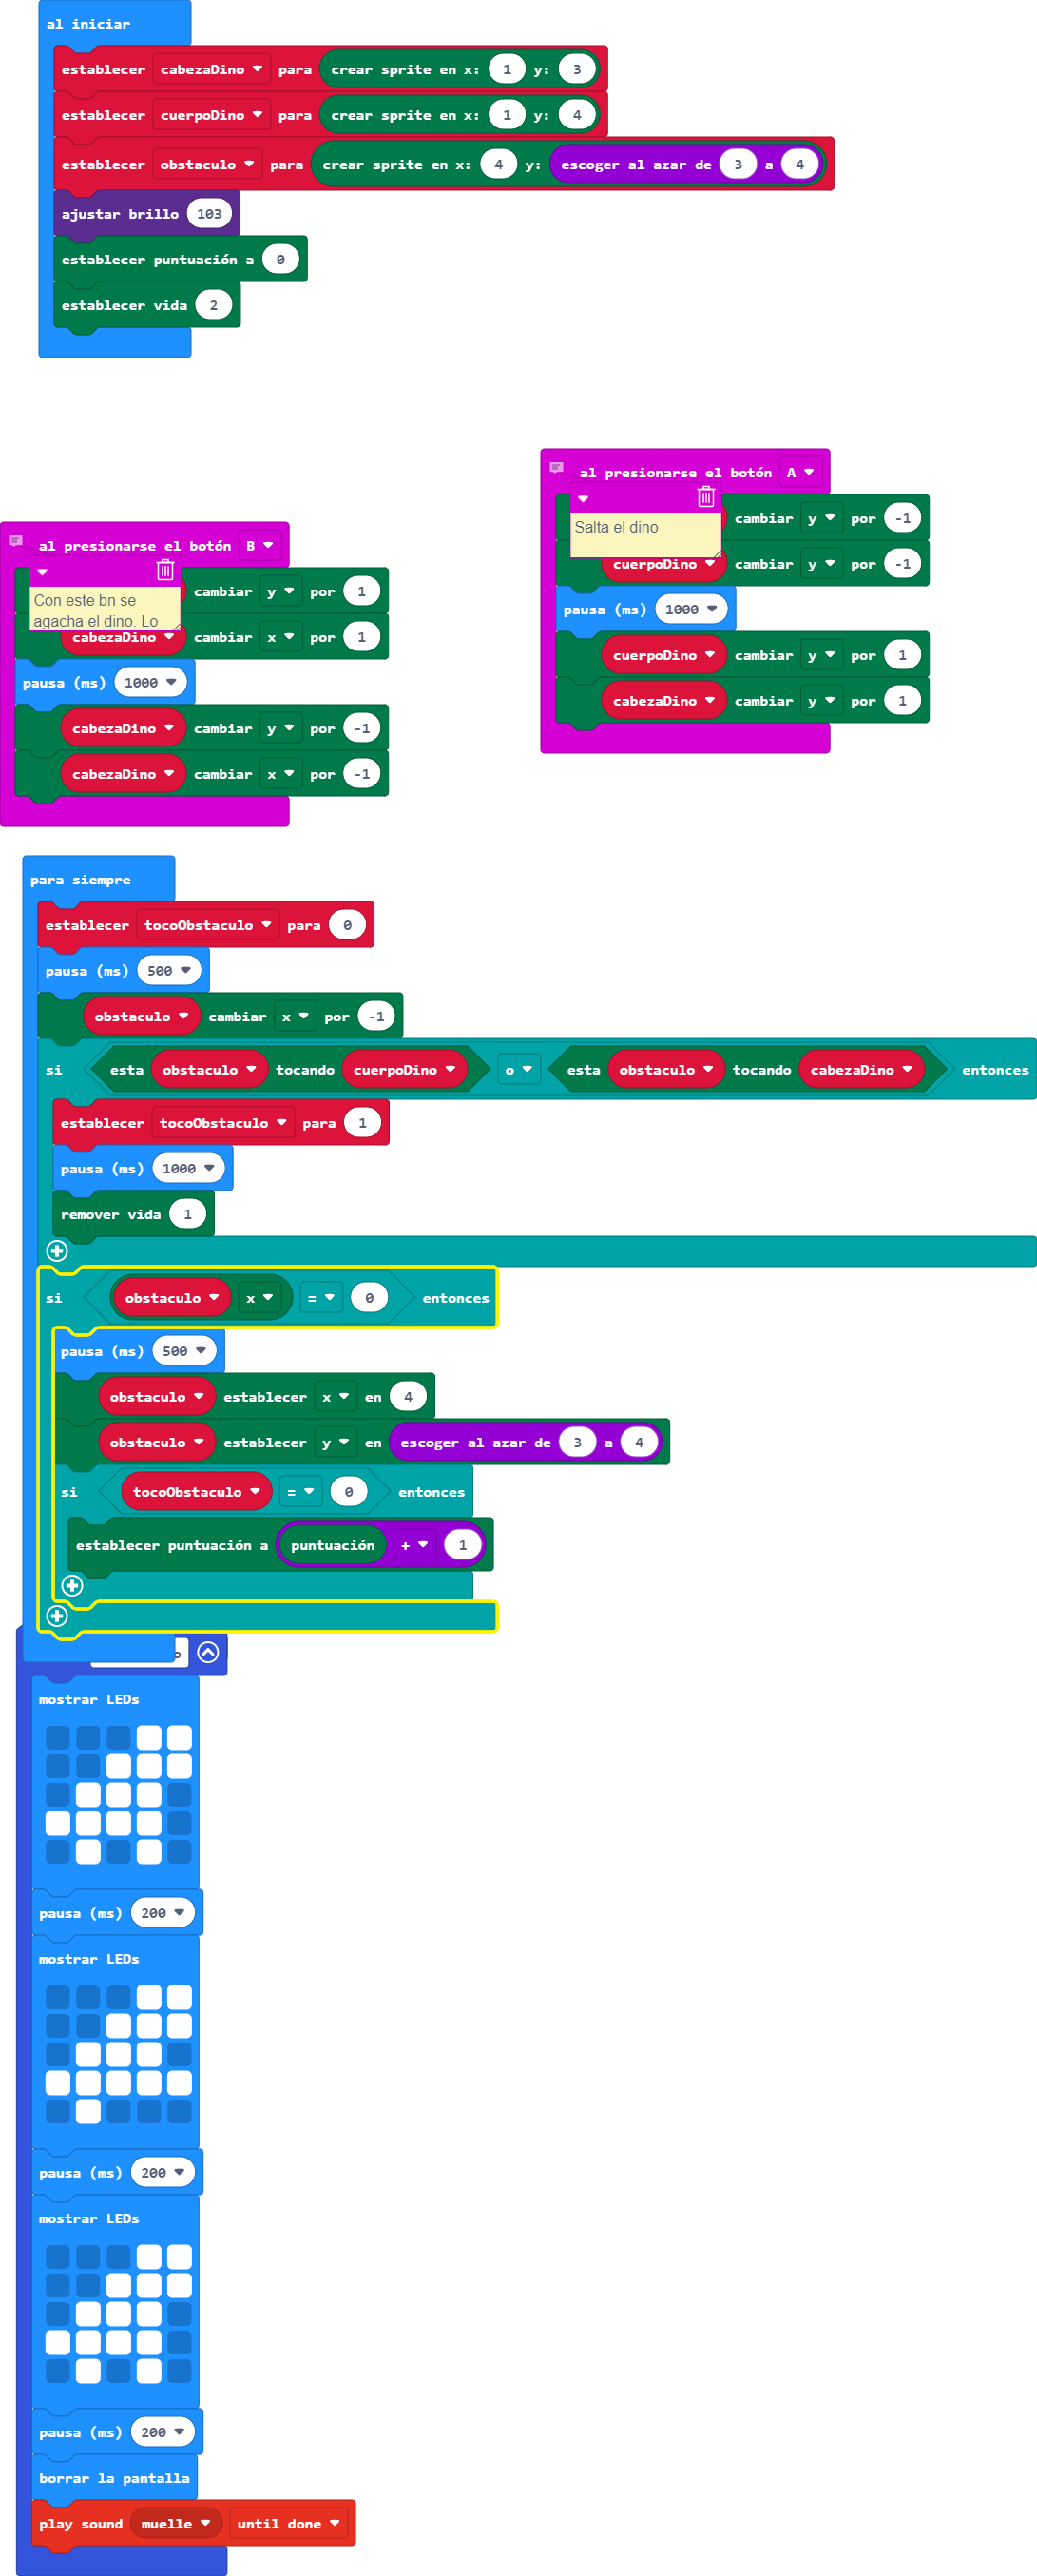 al iniciar
establecer cabezaDino para crear sprite en x: 1 y: 3
establecer cuerpoDino para crear sprite en x: 1 y: 4
establecer obstaculo para crear sprite en x: 4 y: escoger al azar de 3 a 4
ajustar brillo 103
establecer puntuación a 0
establecer vida 2
al presionarse el botón A
Salta el dino
cambiar y por -1
cuerpoDino cambiar y por -1
pausa (ms) 1000
cuerpoDino cambiar y por 1
cabezaDino cambiar y por 1
al presionarse el botón B
Con este bn se
agacha el dino. Lo
cambiar y por 1
cabezaDino cambiar x por 1
pausa (ms) 1000
cabezaDino cambiar y por -1
cabezaDino cambiar x por -1
para siempre
establecer tocoObstaculo para 0
pausa (ms) 500
obstaculo cambiar x por -1
si esta obstaculo tocando cuerpoDino o esta obstaculo tocando cabezaDino entonces
establecer tocoObstaculo para 1
pausa (ms) 1000
remover vida 1
si obstaculo x = 0 entonces
pausa (ms) 500
obstaculo establecer x en 4
obstaculo establecer y en escoger al azar de 3 a 4
si tocoObstaculo = 0 entonces
establecer puntuación a puntuación + 1
mostrar LEDs
pausa (ms) 200
mostrar LEDs
pausa (ms) 200
mostrar LEDs
pausa (ms) 200
borrar la pantalla
play sound muelle until done